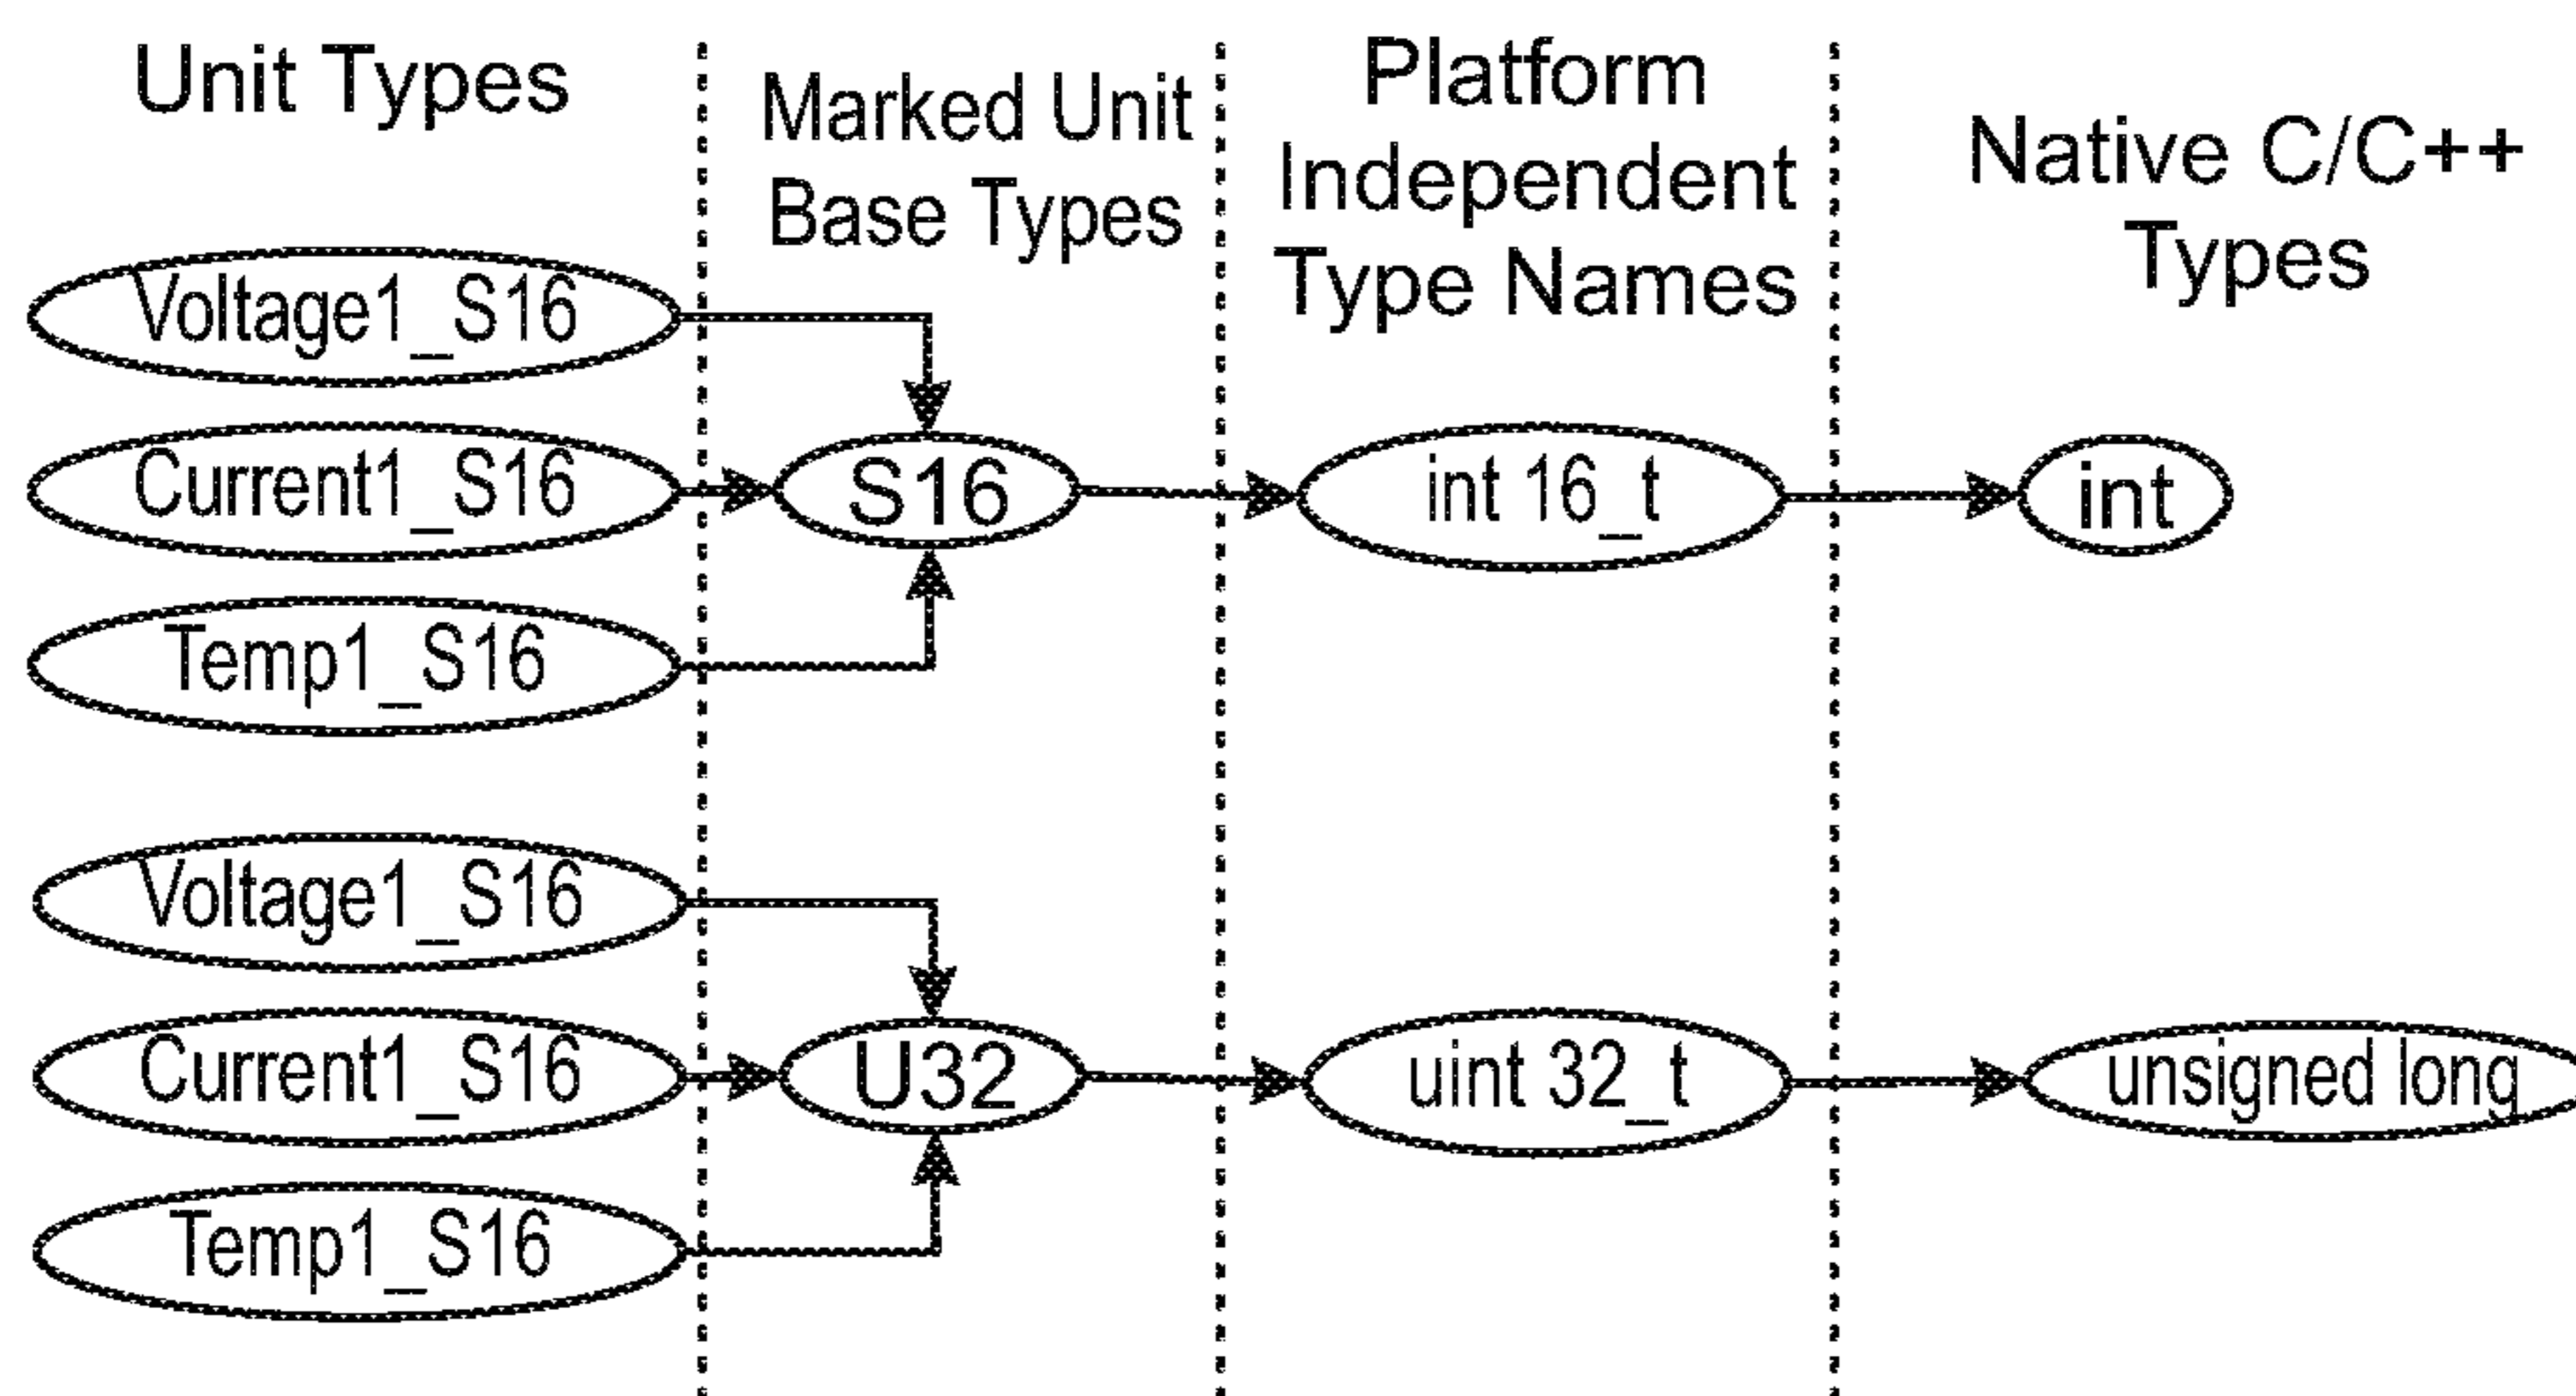 Unit Types
Marked Unit
Base Types
Platform
Independent
Type Names
Native C/C++
Types
Voltage1_S16
Current1_S16
Temp1_S16
S16
int 16_t
int
Voltage1_S16
Current1_S16
Temp1_S16
U32
uint 32_t
unsigned long